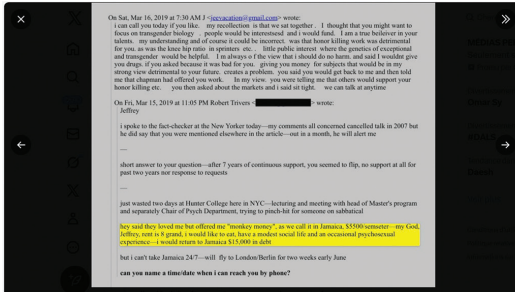 On Sat, Mar 16, 2019 at 7:30 AM J <jeevacation@gmail.com> wrote:
i can call you today if you like. my recollection is that we sat together . I thought that you might want to
focus on transgender biology . people would be interestsesd and i would fund. I am a true beileiver in your
talents. my understanding and of course it could be incorrect. was that honor killing work was detrimental
for you. as was the knee hip ratio in sprinters etc. . little public interest where the genetics of exceptional
and transgender would be helpful. I m always o f the view that i should do no harm. and said I wouldnt give
you drugs. if you asked because it was bad for you. giving you money for subjects that would be in my
strong view detrimental to your future. creates a problem. you said you would get back to me and then told
me that chapman had offered you work. In my view. you were telling me that others would support your
honor killing etc. you then asked about the markets and i said sit tight. we can talk at anytime
On Fri, Mar 15, 2019 at 11:05 PM Robert Trivers < > wrote:
Jeffrey
i spoke to the fact-checker at the New Yorker today—my comments all concerned cancelled talk in 2007 but
he did say that you were mentioned elsewhere in the article—out in a month, he will alert me
----
short answer to your question—after 7 years of continuous support, you seemed to flip, no support at all for
past two years nor response to requests
----
just wanted two days at Hunter College here in NYC—lecturing and meeting with head of Master's program
and separately Chair of Psych Department, trying to pinch-hit for someone on sabbatical
hey said they loved me but offered me "monkey money", as we call it in Jamaica, $5500/semseter—my God,
Jeffrey, rent is 8 grand, i would like to eat, have a modest social life and an occasional psychosexual
experience—i would return to Jamaica $15,000 in debt
but i can't take Jamaica 24/7—will fly to London/Berlin for two weeks early June
can you name a time/date when i can reach you by phone?